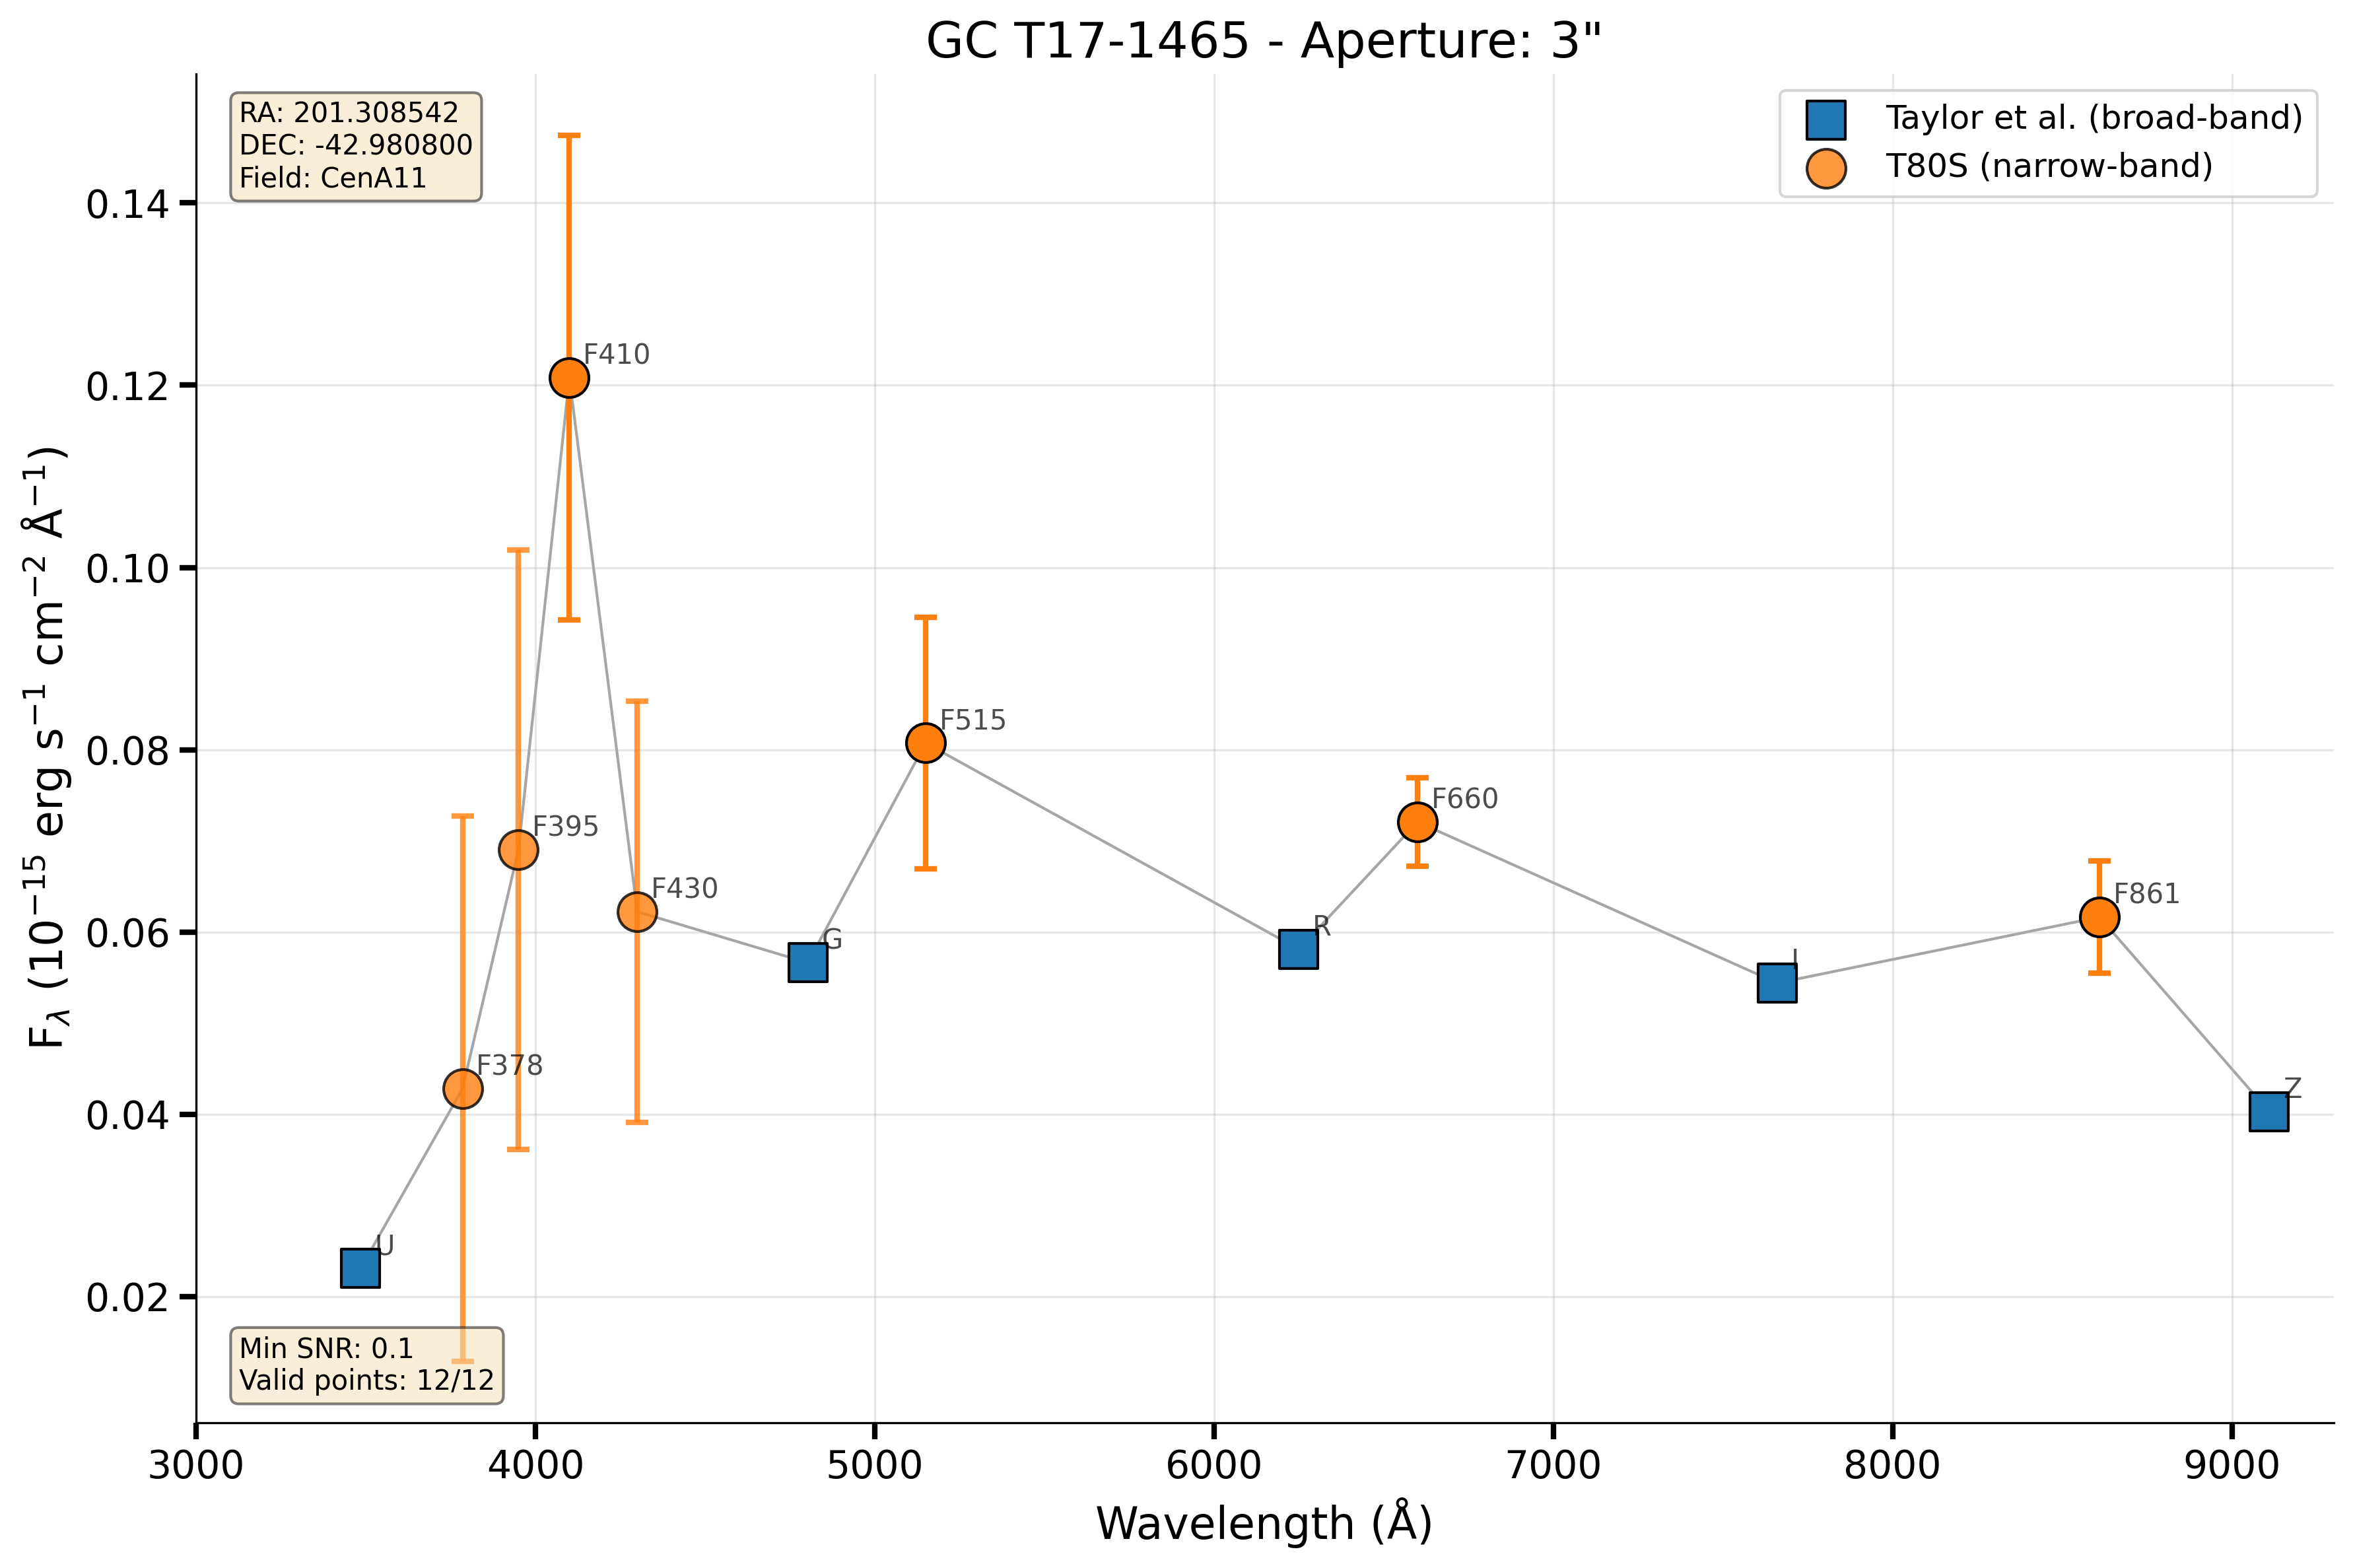 GC T17-1465 - Aperture: 3"
RA: 201.308542
DEC: -42.980800
Field: CenA11
Taylor et al. (broad-band)
T80S (narrow-band)
F$_{λ}$ (10$^{−15}$ erg s$^{−1}$ cm$^{−2}$ Å$^{−1}$)
0.14
0.12
0.10
0.08
0.06
0.04
0.02
F410
F515
F395
F660
F430
F861
G
R
I
F378
Z
U
Min SNR: 0.1
Valid points: 12/12
3000 4000 5000 6000 7000 8000 9000
Wavelength (Å)